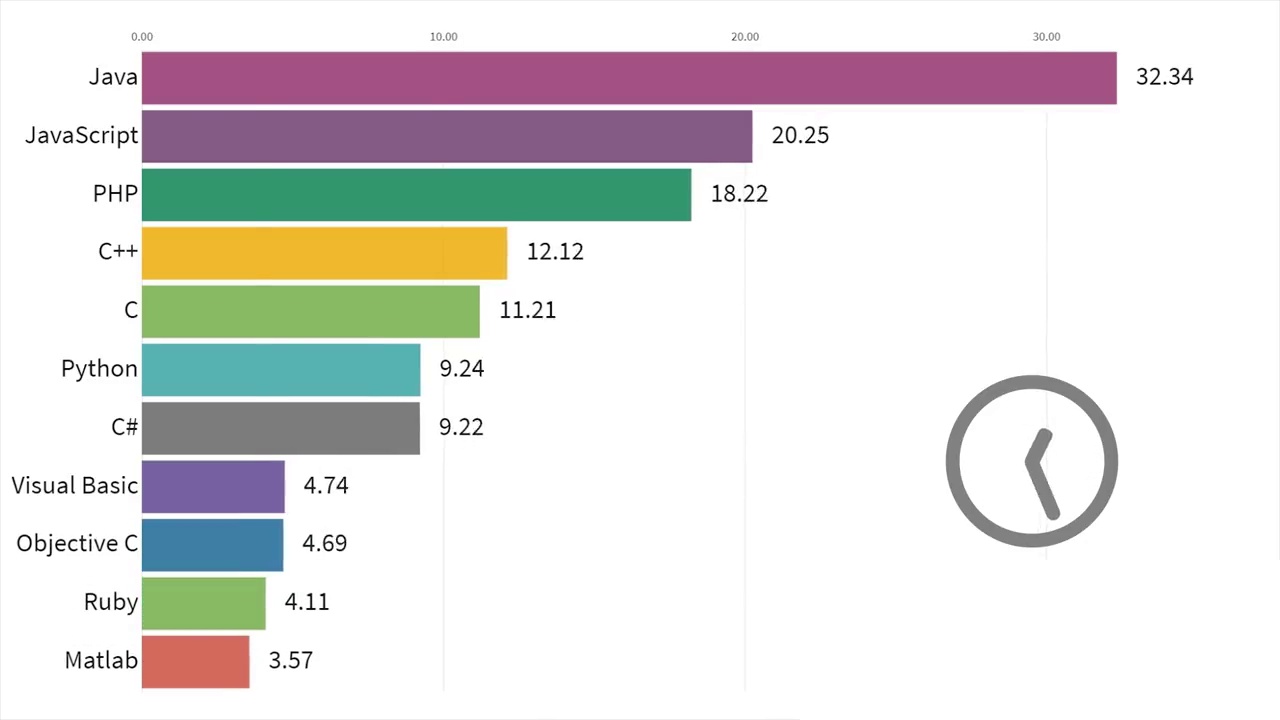 0.00 10.00 20.00 30.00
Java 32.34
JavaScript 20.25
PHP 18.22
C++ 12.12
C 11.21
Python 9.24
C# 9.22
Visual Basic 4.74
Objective C 4.69
Ruby 4.11
Matlab 3.57